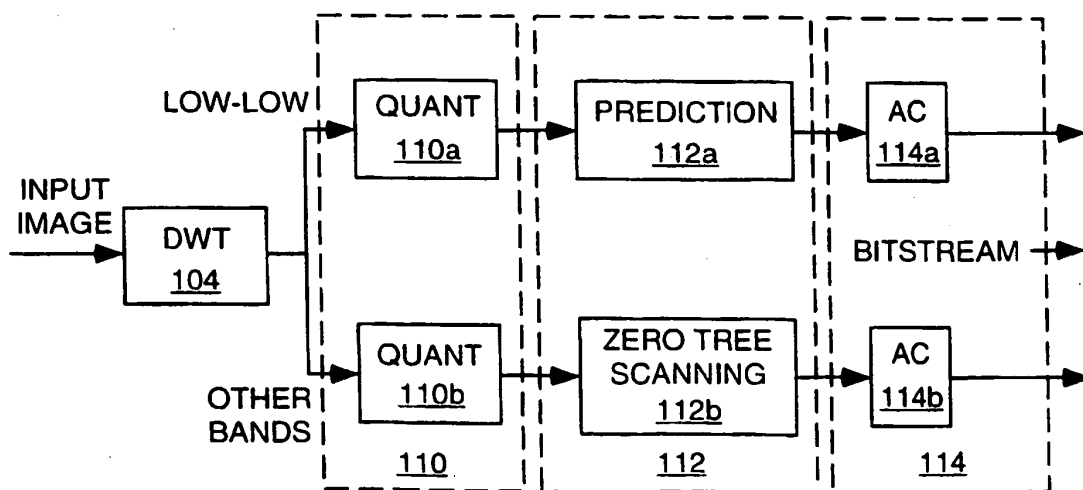 LOW-LOW
QUANT
110a
PREDICTION
112a
AC
114a
INPUT
IMAGE
DWT
104
BITSTREAM
OTHER
BANDS
QUANT
110b
ZERO TREE
SCANNING
112b
AC
114b
110
112
114